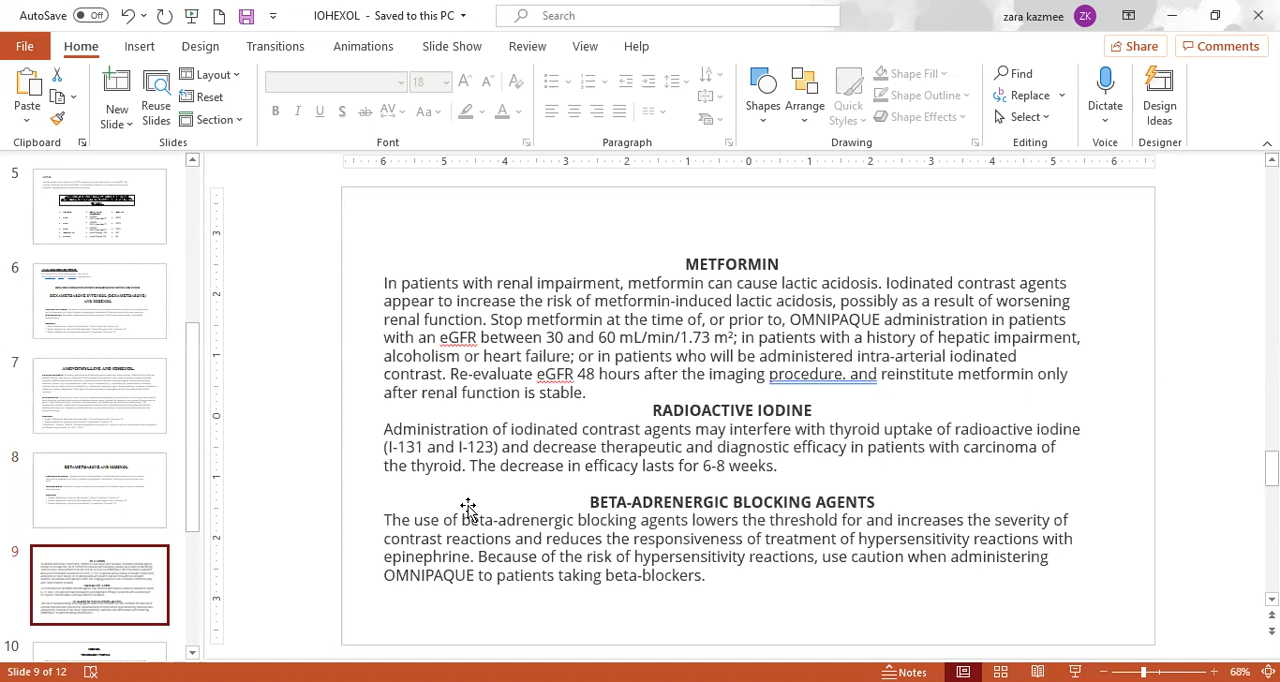 AutoSave Off IOHEXOL - Saved to this PC Search zara kazmee ZK
File Home Insert Design Transitions Animations Slide Show Review View Help Share Comments
Paste New Slide Reuse Slides Layout Reset Section 18 Shapes Arrange Quick Styles Shape Fill Shape Outline Shape Effects Find Replace Select Dictate Design Ideas
Clipboard Slides Font Paragraph Drawing Editing Voice Designer
6 5 4 3 2 1 0 1 2 3 4 5 6
5
6
7
8
9
10
METFORMIN
In patients with renal impairment, metformin can cause lactic acidosis. Iodinated contrast agents
appear to increase the risk of metformin-induced lactic acidosis, possibly as a result of worsening
renal function. Stop metformin at the time of, or prior to, OMNIPAQUE administration in patients
with an eGFR between 30 and 60 mL/min/1.73 m²; in patients with a history of hepatic impairment,
alcoholism or heart failure; or in patients who will be administered intra-arterial iodinated
contrast. Re-evaluate eGFR 48 hours after the imaging procedure and reinstitute metformin only
after renal function is stable.
RADIOACTIVE IODINE
Administration of iodinated contrast agents may interfere with thyroid uptake of radioactive iodine
(I-131 and I-123) and decrease therapeutic and diagnostic efficacy in patients with carcinoma of
the thyroid. The decrease in efficacy lasts for 6-8 weeks.
BETA-ADRENERGIC BLOCKING AGENTS
The use of beta-adrenergic blocking agents lowers the threshold for and increases the severity of
contrast reactions and reduces the responsiveness of treatment of hypersensitivity reactions with
epinephrine. Because of the risk of hypersensitivity reactions, use caution when administering
OMNIPAQUE to patients taking beta-blockers.
Slide 9 of 12 Notes 68%